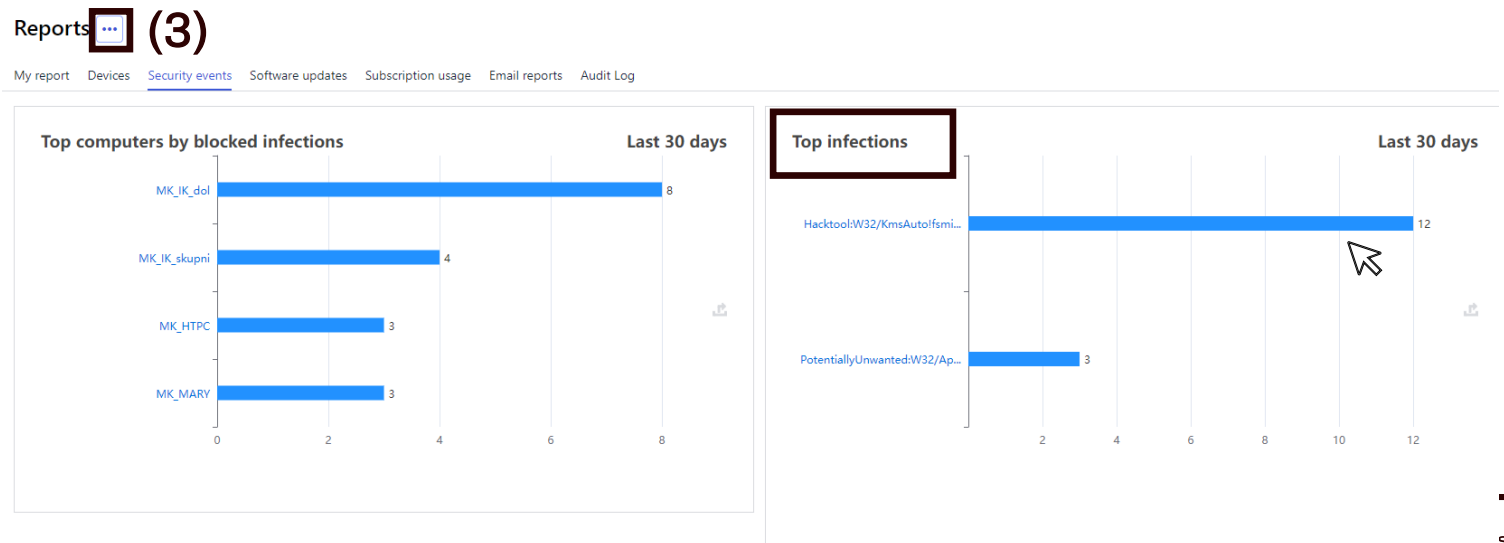 Reports ... (3)
My report Devices Security events Software updates Subscription usage Email reports Audit Log
Top computers by blocked infections Last 30 days
MK_IK_dol 8
MK_IK_skupni 4
MK_HTPC 3
MK_MARY 3
0 2 4 6 8
Top infections Last 30 days
Hacktool:W32/KmsAuto!fsmi... 12
PotentiallyUnwanted:W32/Ap... 3
2 4 6 8 10 12